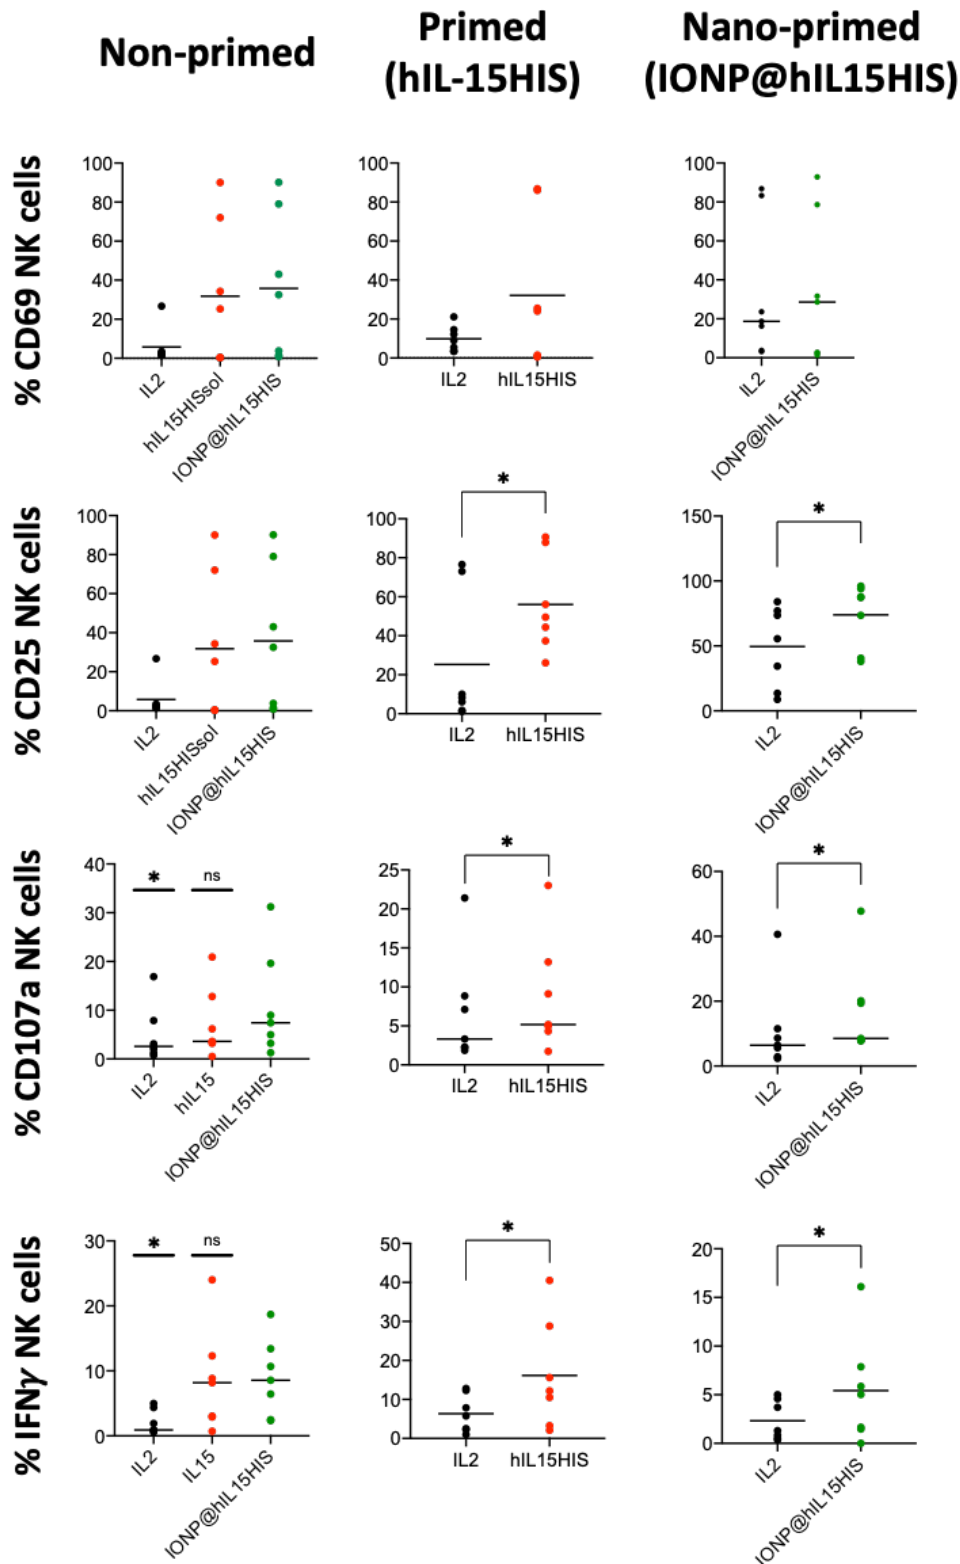 Non-primed
Primed
(hIL-15HIS)
Nano-primed
(IONP@hIL15HIS)
% CD69 NK cells
100
80
60
40
20
0
IL2
hIL15HISsol
IONP@hIL15HIS
100
80
60
40
20
0
IL2
hIL15HIS
100
80
60
40
20
0
IL2
IONP@hIL15HIS
% CD25 NK cells
100
80
60
40
20
0
IL2
hIL15HISsol
IONP@hIL15HIS
*
100
80
60
40
20
0
IL2
hIL15HIS
*
150
100
50
0
IL2
IONP@hIL15HIS
% CD107a NK cells
* ns
40
30
20
10
0
IL2
hIL15
IONP@hIL15HIS
*
25
20
15
10
5
0
IL2
hIL15HIS
*
60
40
20
0
IL2
IONP@hIL15HIS
% IFNγ NK cells
* ns
30
20
10
0
IL2
IL15
IONP@hIL15HIS
*
50
40
30
20
10
0
IL2
hIL15HIS
*
20
15
10
5
0
IL2
IONP@hIL15HIS